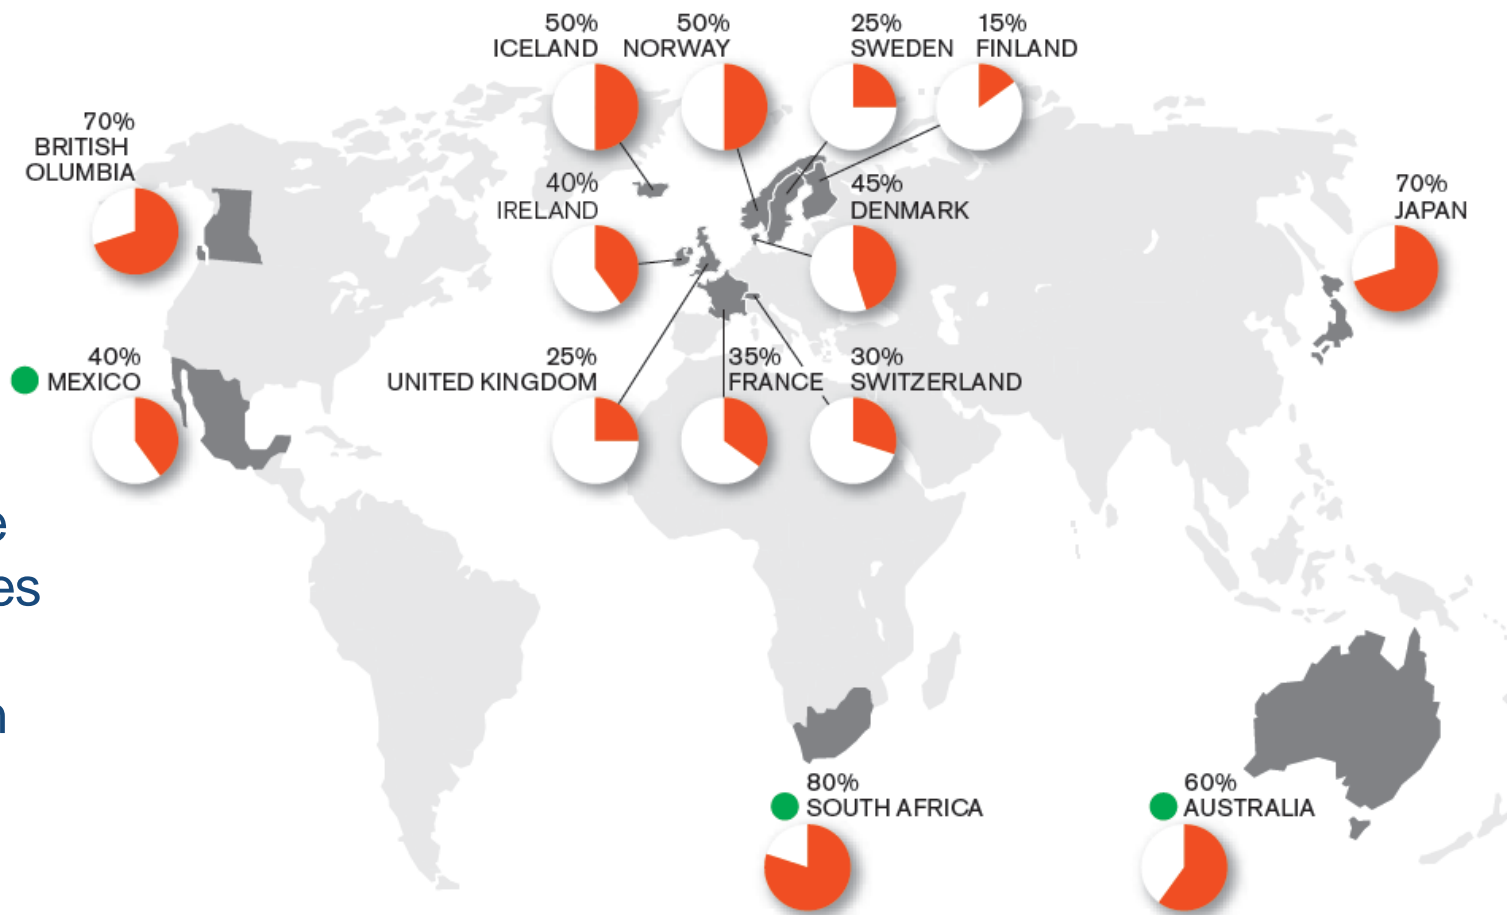 50%
ICELAND
50%
NORWAY
25%
SWEDEN
15%
FINLAND
70%
BRITISH
OLUMBIA
40%
IRELAND
45%
DENMARK
70%
JAPAN
40%
MEXICO
25%
UNITED KINGDOM
35%
FRANCE
30%
SWITZERLAND
e
es
n
80%
SOUTH AFRICA
60%
AUSTRALIA